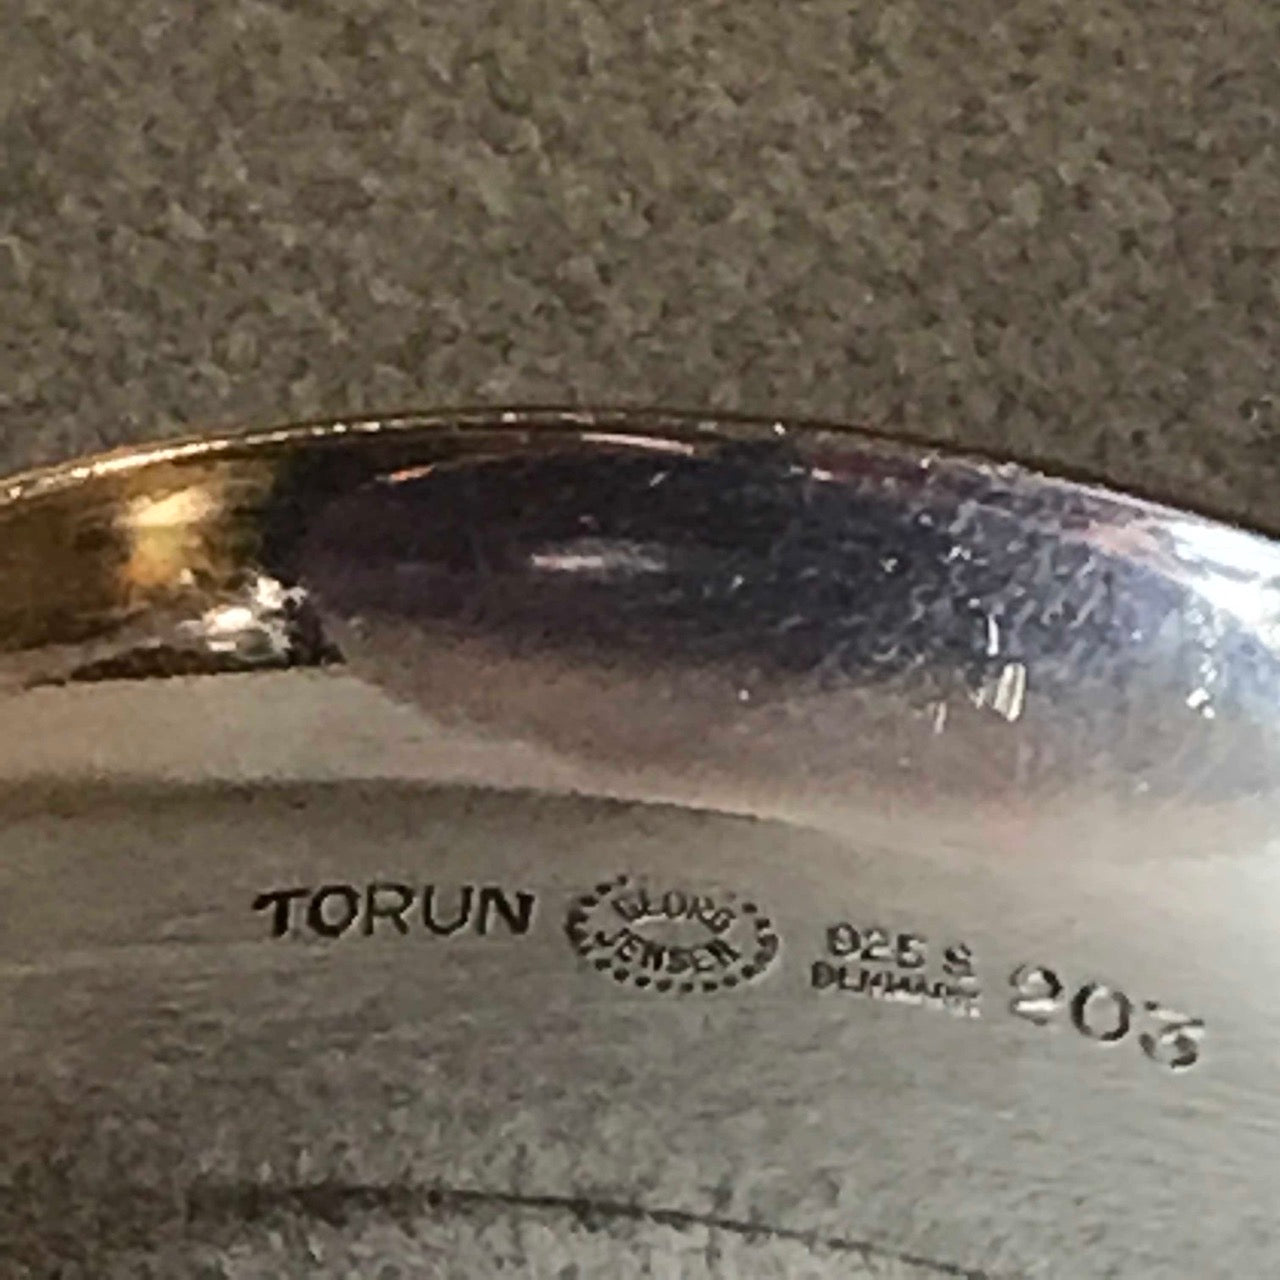 TORUN
GEORG
JENSEN
925 S
DENMARK
203